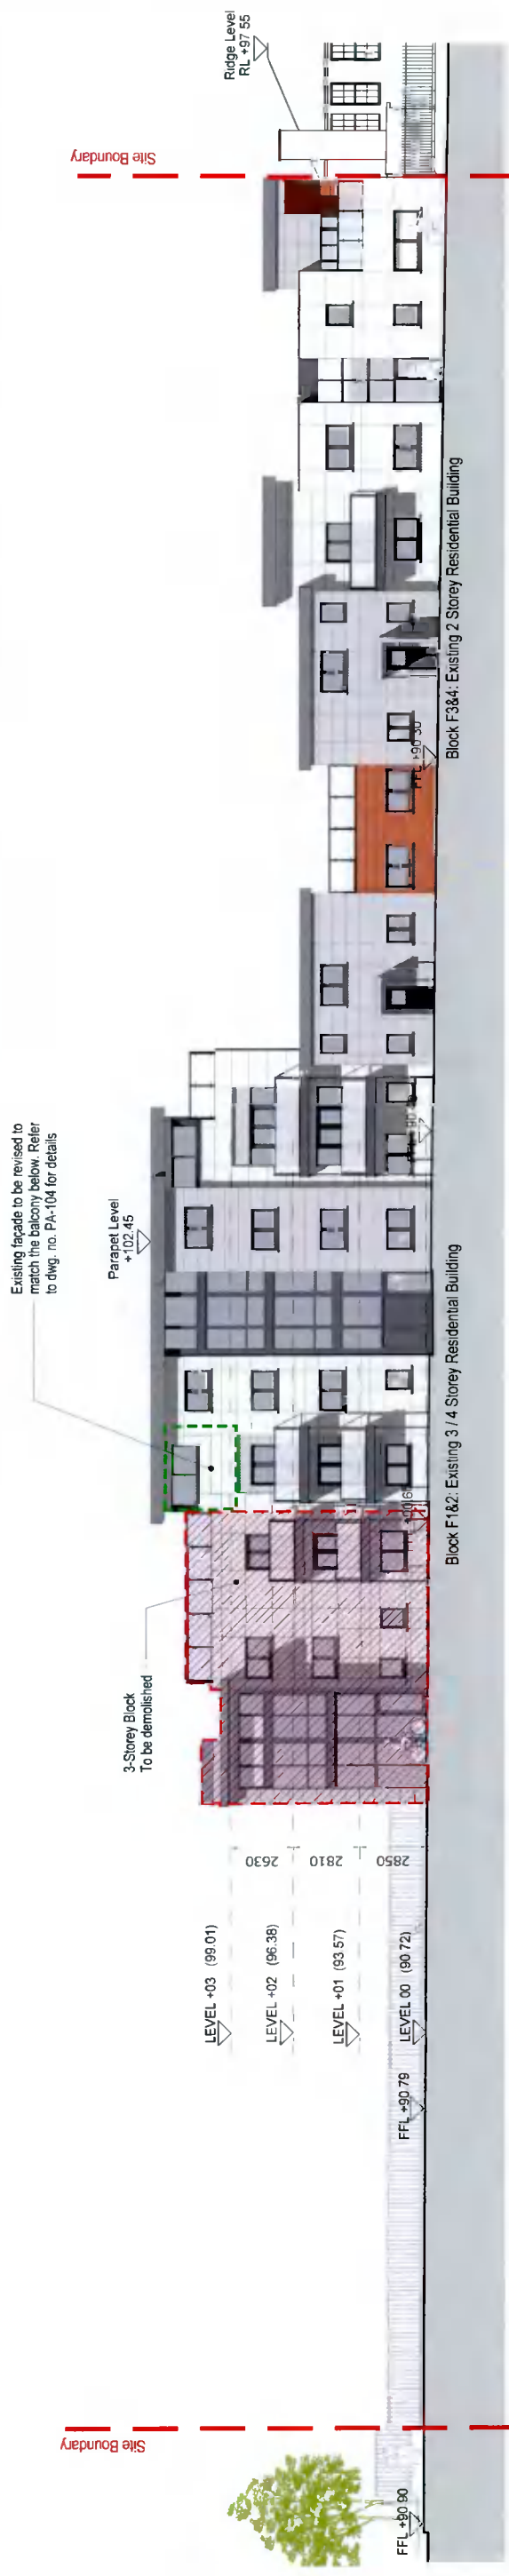 Existing façade to be revised to
match the balcony below. Refer
to dwg. no. PA-104 for details
Parapet Level
+102.45
3-Storey Block
To be demolished
Ridge Level
RL +97 55
Site Boundary
Site Boundary
LEVEL +03 (99.01)
LEVEL +02 (96.38)
LEVEL +01 (93.57)
LEVEL 00 (90 72)
2630
2810
2850
FFL +90.90
FFL +90.79
FFL +90 30
Block F1&2: Existing 3 / 4 Storey Residential Building
Block F3&4: Existing 2 Storey Residential Building